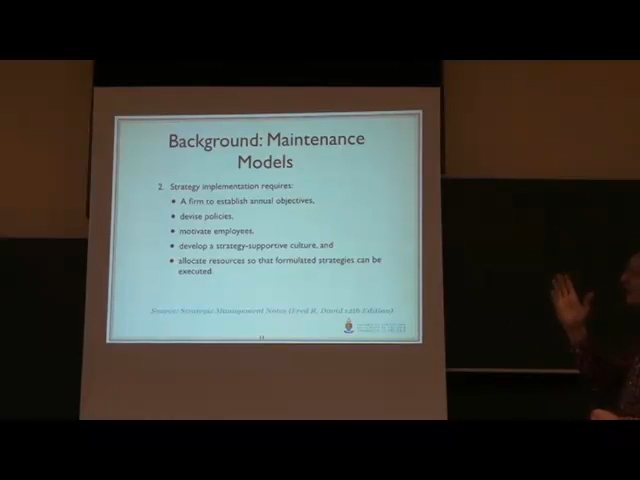 Background: Maintenance
Models
2. Strategy implementation requires:
• A firm to establish annual objectives,
• devise policies,
• motivate employees,
• develop a strategy-supportive culture, and
• allocate resources so that formulated strategies can be
executed.
Source: Strategic Management Notes (Fred R. David 12th Edition)